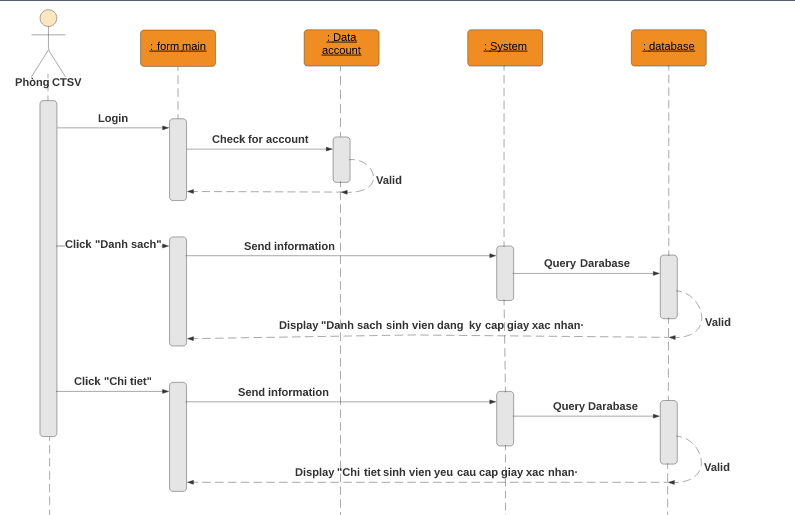 : form main
: Data
account
: System
: database
Phòng CTSV
Login
Check for account
Valid
Click "Danh sach"
Send information
Query Darabase
Display "Danh sach sinh vien dang ky cap giay xac nhan·
Valid
Click "Chi tiet"
Send information
Query Darabase
Display "Chi tiet sinh vien yeu cau cap giay xac nhan·
Valid